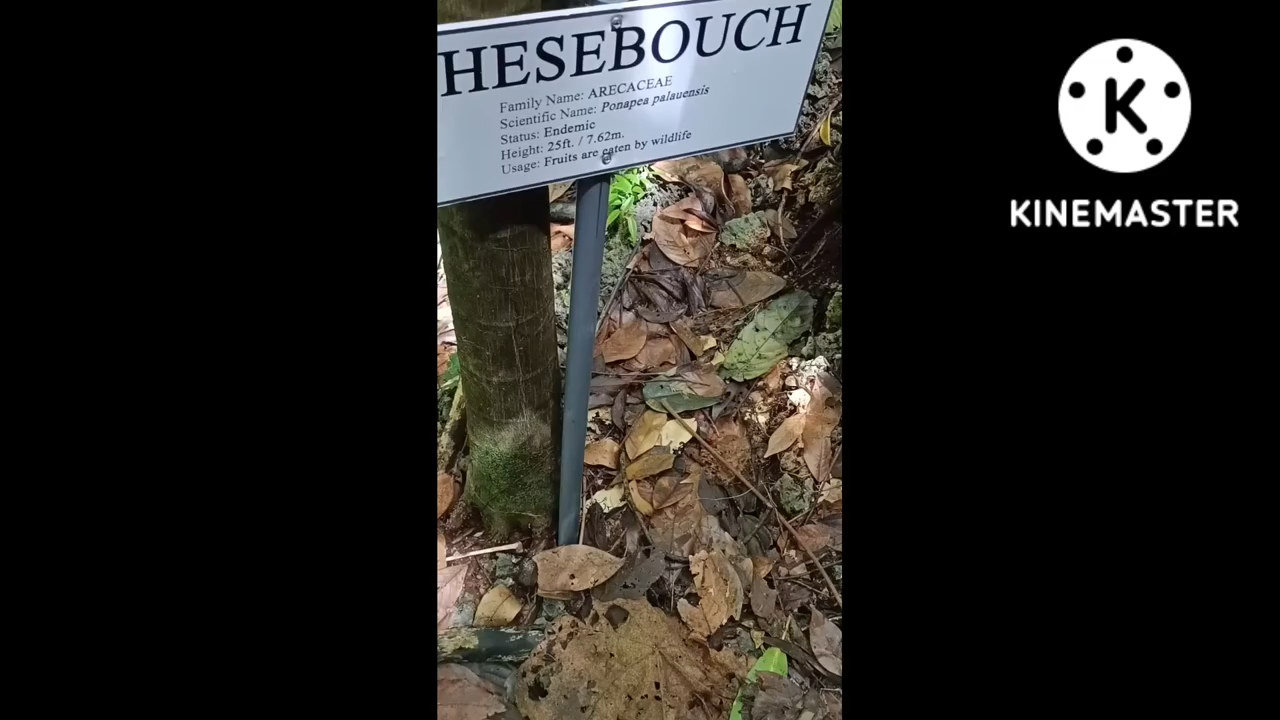 HESEBOUCH
Family Name: ARECACEAE
Scientific Name: Ponapea palauensis
Status: Endemic
Height: 25ft. / 7.62m.
Usage: Fruits are eaten by wildlife
K
KINEMASTER